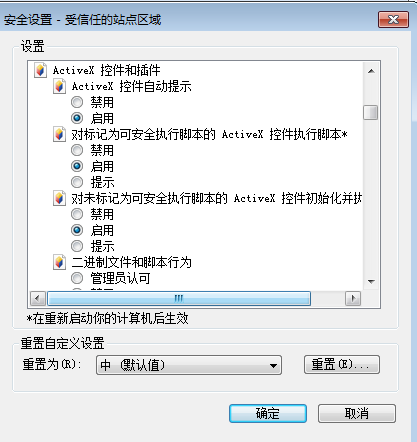 安全设置 - 受信任的站点区域
设置
ActiveX 控件和插件
ActiveX 控件自动提示
禁用
启用
对标记为可安全执行脚本的 ActiveX 控件执行脚本*
禁用
启用
提示
对未标记为可安全执行脚本的 ActiveX 控件初始化并执
禁用
启用
提示
二进制文件和脚本行为
管理员认可
*在重新启动你的计算机后生效
重置自定义设置
重置为(R): 中 (默认值) 重置(E)...
确定 取消